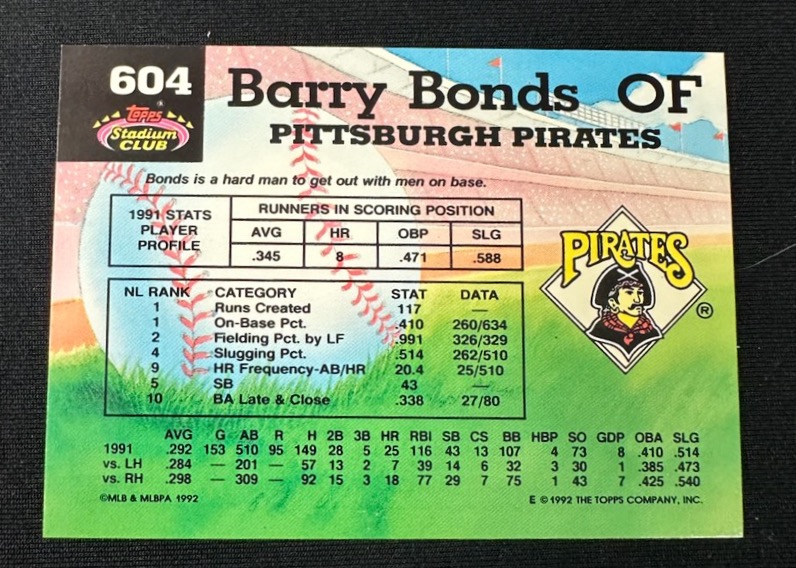 604
Topps
Stadium
CLUB
Barry Bonds OF
PITTSBURGH PIRATES
Bonds is a hard man to get out with men on base.
1991 STATS
PLAYER
PROFILE
RUNNERS IN SCORING POSITION
AVG HR OBP SLG
.345 8 .471 .588
PIRATES
®
NL RANK CATEGORY STAT DATA
1 Runs Created 117 —
1 On-Base Pct. .410 260/634
2 Fielding Pct. by LF .991 326/329
4 Slugging Pct. .514 262/510
9 HR Frequency-AB/HR 20.4 25/510
5 SB 43 —
10 BA Late & Close .338 27/80
AVG G AB R H 2B 3B HR RBI SB CS BB HBP SO GDP OBA SLG
1991 .292 153 510 95 149 28 5 25 116 43 13 107 4 73 8 .410 .514
vs. LH .284 — 201 — 57 13 2 7 39 14 6 32 3 30 1 .385 .473
vs. RH .298 — 309 — 92 15 3 18 77 29 7 75 1 43 7 .425 .540
©MLB & MLBPA 1992
E © 1992 THE TOPPS COMPANY, INC.